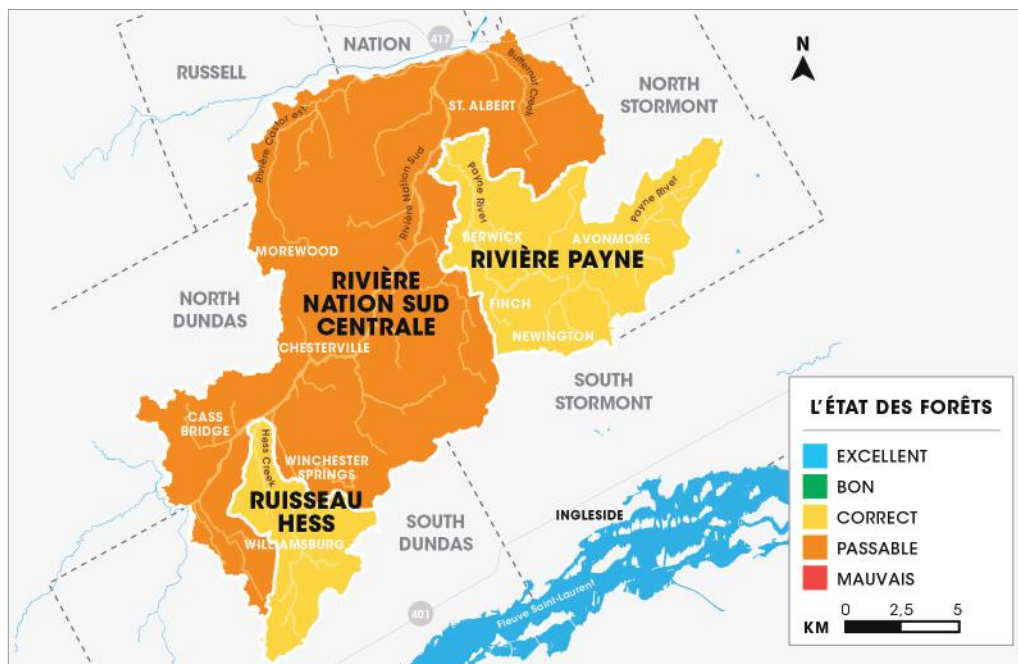 NATION
417
RUSSELL
N
NORTH
STORMONT
ST. ALBERT
Butternut Creek
Rivière Castor est
Rivière Nation Sud
Payne River
Payne River
BERWICK
AVONMORE
MOREWOOD
RIVIÈRE PAYNE
RIVIÈRE
NATION SUD
CENTRALE
NORTH
DUNDAS
FINCH
NEWINGTON
CHESTERVILLE
SOUTH
STORMONT
CASS
BRIDGE
Hess Creek
WINCHESTER
SPRINGS
RUISSEAU
HESS
WILLIAMSBURG
SOUTH
DUNDAS
INGLESIDE
401
Fleuve Saint-Laurent
L'ÉTAT DES FORÊTS
EXCELLENT
BON
CORRECT
PASSABLE
MAUVAIS
0 2,5 5
KM